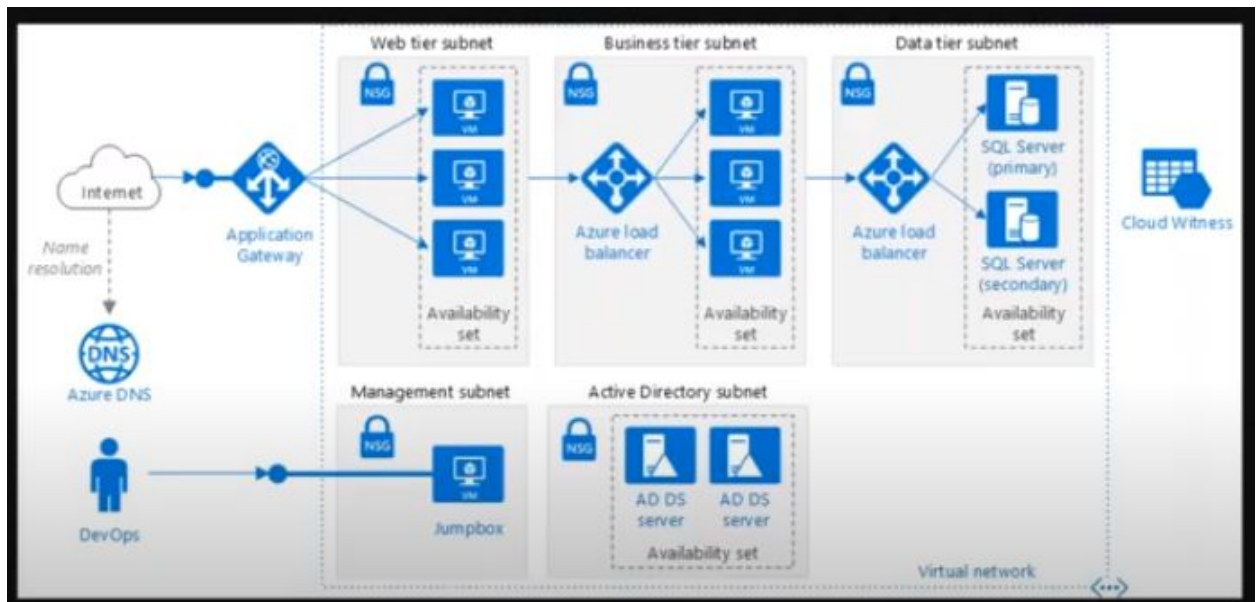 Web tier subnet
Business tier subnet
Data tier subnet
NSG
VM
VM
VM
Availability
set
NSG
Azure load
balancer
VM
VM
VM
Availability
set
NSG
Azure load
balancer
SQL Server
(primary)
SQL Server
(secondary)
Availability
set
Cloud Witness
Internet
Application
Gateway
Name
resolution
DNS
Azure DNS
Management subnet
Active Directory subnet
NSG
VM
Jumpbox
NSG
AD DS
server
AD DS
server
Availability set
DevOps
Virtual network